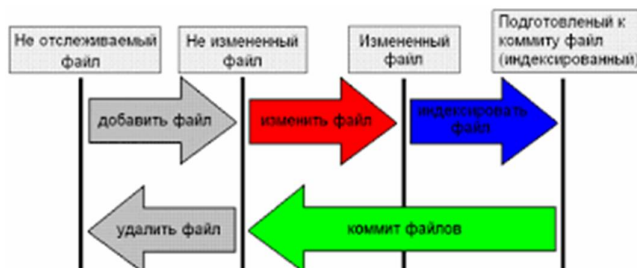 Не отслеживаемый
файл
Не измененный
файл
Измененный
файл
Подготовленый к
коммиту файл
(индексированный)
добавить файл
изменить файл
индексировать
файл
удалить файл
коммит файлов